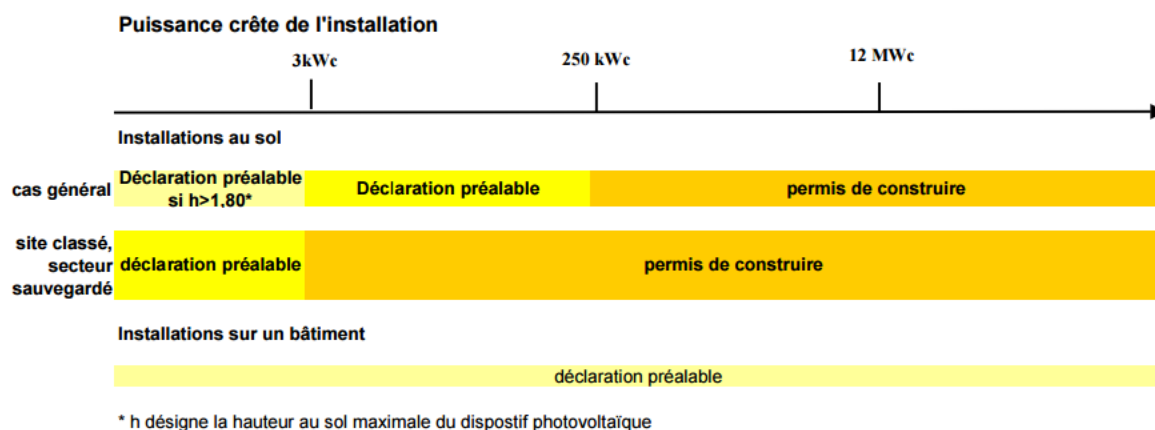 Puissance crête de l'installation
3kWc
250 kWc
12 MWc
Installations au sol
cas général
Déclaration préalable
si h>1,80*
Déclaration préalable
permis de construire
site classé,
secteur
sauvegardé
déclaration préalable
permis de construire
Installations sur un bâtiment
déclaration préalable
* h désigne la hauteur au sol maximale du dispostif photovoltaïque